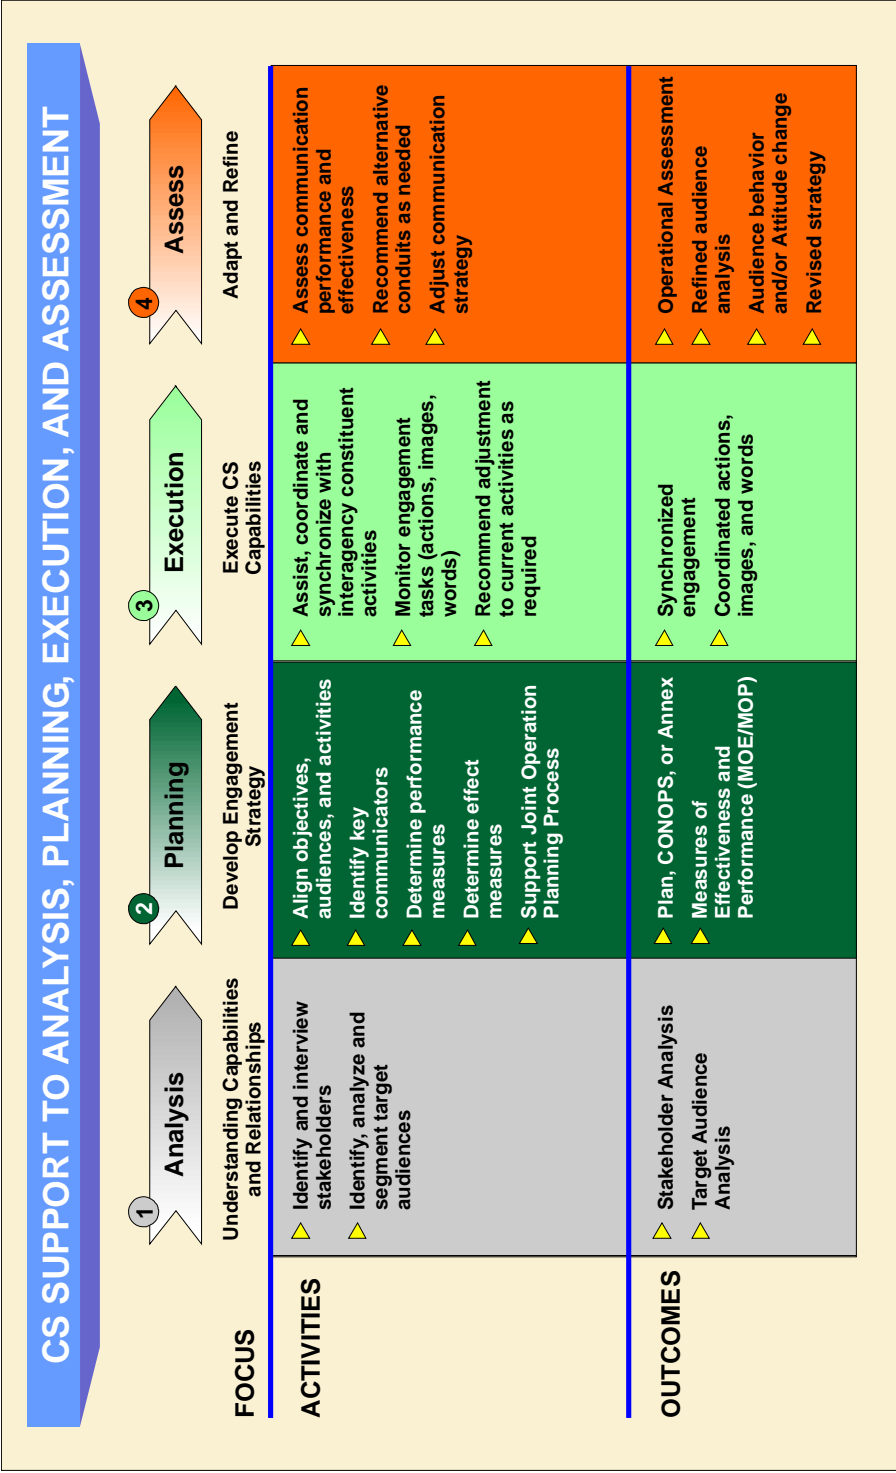 CS SUPPORT TO ANALYSIS, PLANNING, EXECUTION, AND ASSESSMENT
1
Analysis
2
Planning
3
Execution
4
Assess
FOCUS
Understanding Capabilities
and Relationships
Develop Engagement
Strategy
Execute CS
Capabilities
Adapt and Refine
ACTIVITIES
Identify and interview
stakeholders
Identify, analyze and
segment target
audiences
Align objectives,
audiences, and activities
Identify key
communicators
Determine performance
measures
Determine effect
measures
Support Joint Operation
Planning Process
Assist, coordinate and
synchronize with
interagency constituent
activities
Monitor engagement
tasks (actions, images,
words)
Recommend adjustment
to current activities as
required
Assess communication
performance and
effectiveness
Recommend alternative
conduits as needed
Adjust communication
strategy
OUTCOMES
Stakeholder Analysis
Target Audience
Analysis
Plan, CONOPS, or Annex
Measures of
Effectiveness and
Performance (MOE/MOP)
Synchronized
engagement
Coordinated actions,
images, and words
Operational Assessment
Refined audience
analysis
Audience behavior
and/or Attitude change
Revised strategy